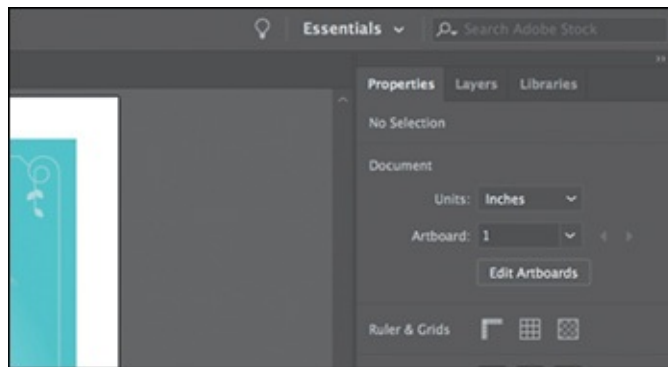 Essentials Search Adobe Stock
Properties Layers Libraries
No Selection
Document
Units: Inches
Artboard: 1
Edit Artboards
Ruler & Grids